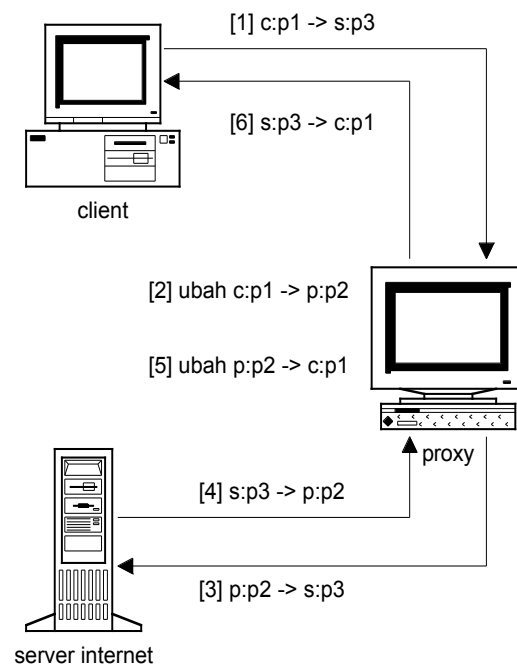 [1] c:p1 -> s:p3
[6] s:p3 -> c:p1
client
[2] ubah c:p1 -> p:p2
[5] ubah p:p2 -> c:p1
proxy
[4] s:p3 -> p:p2
[3] p:p2 -> s:p3
server internet